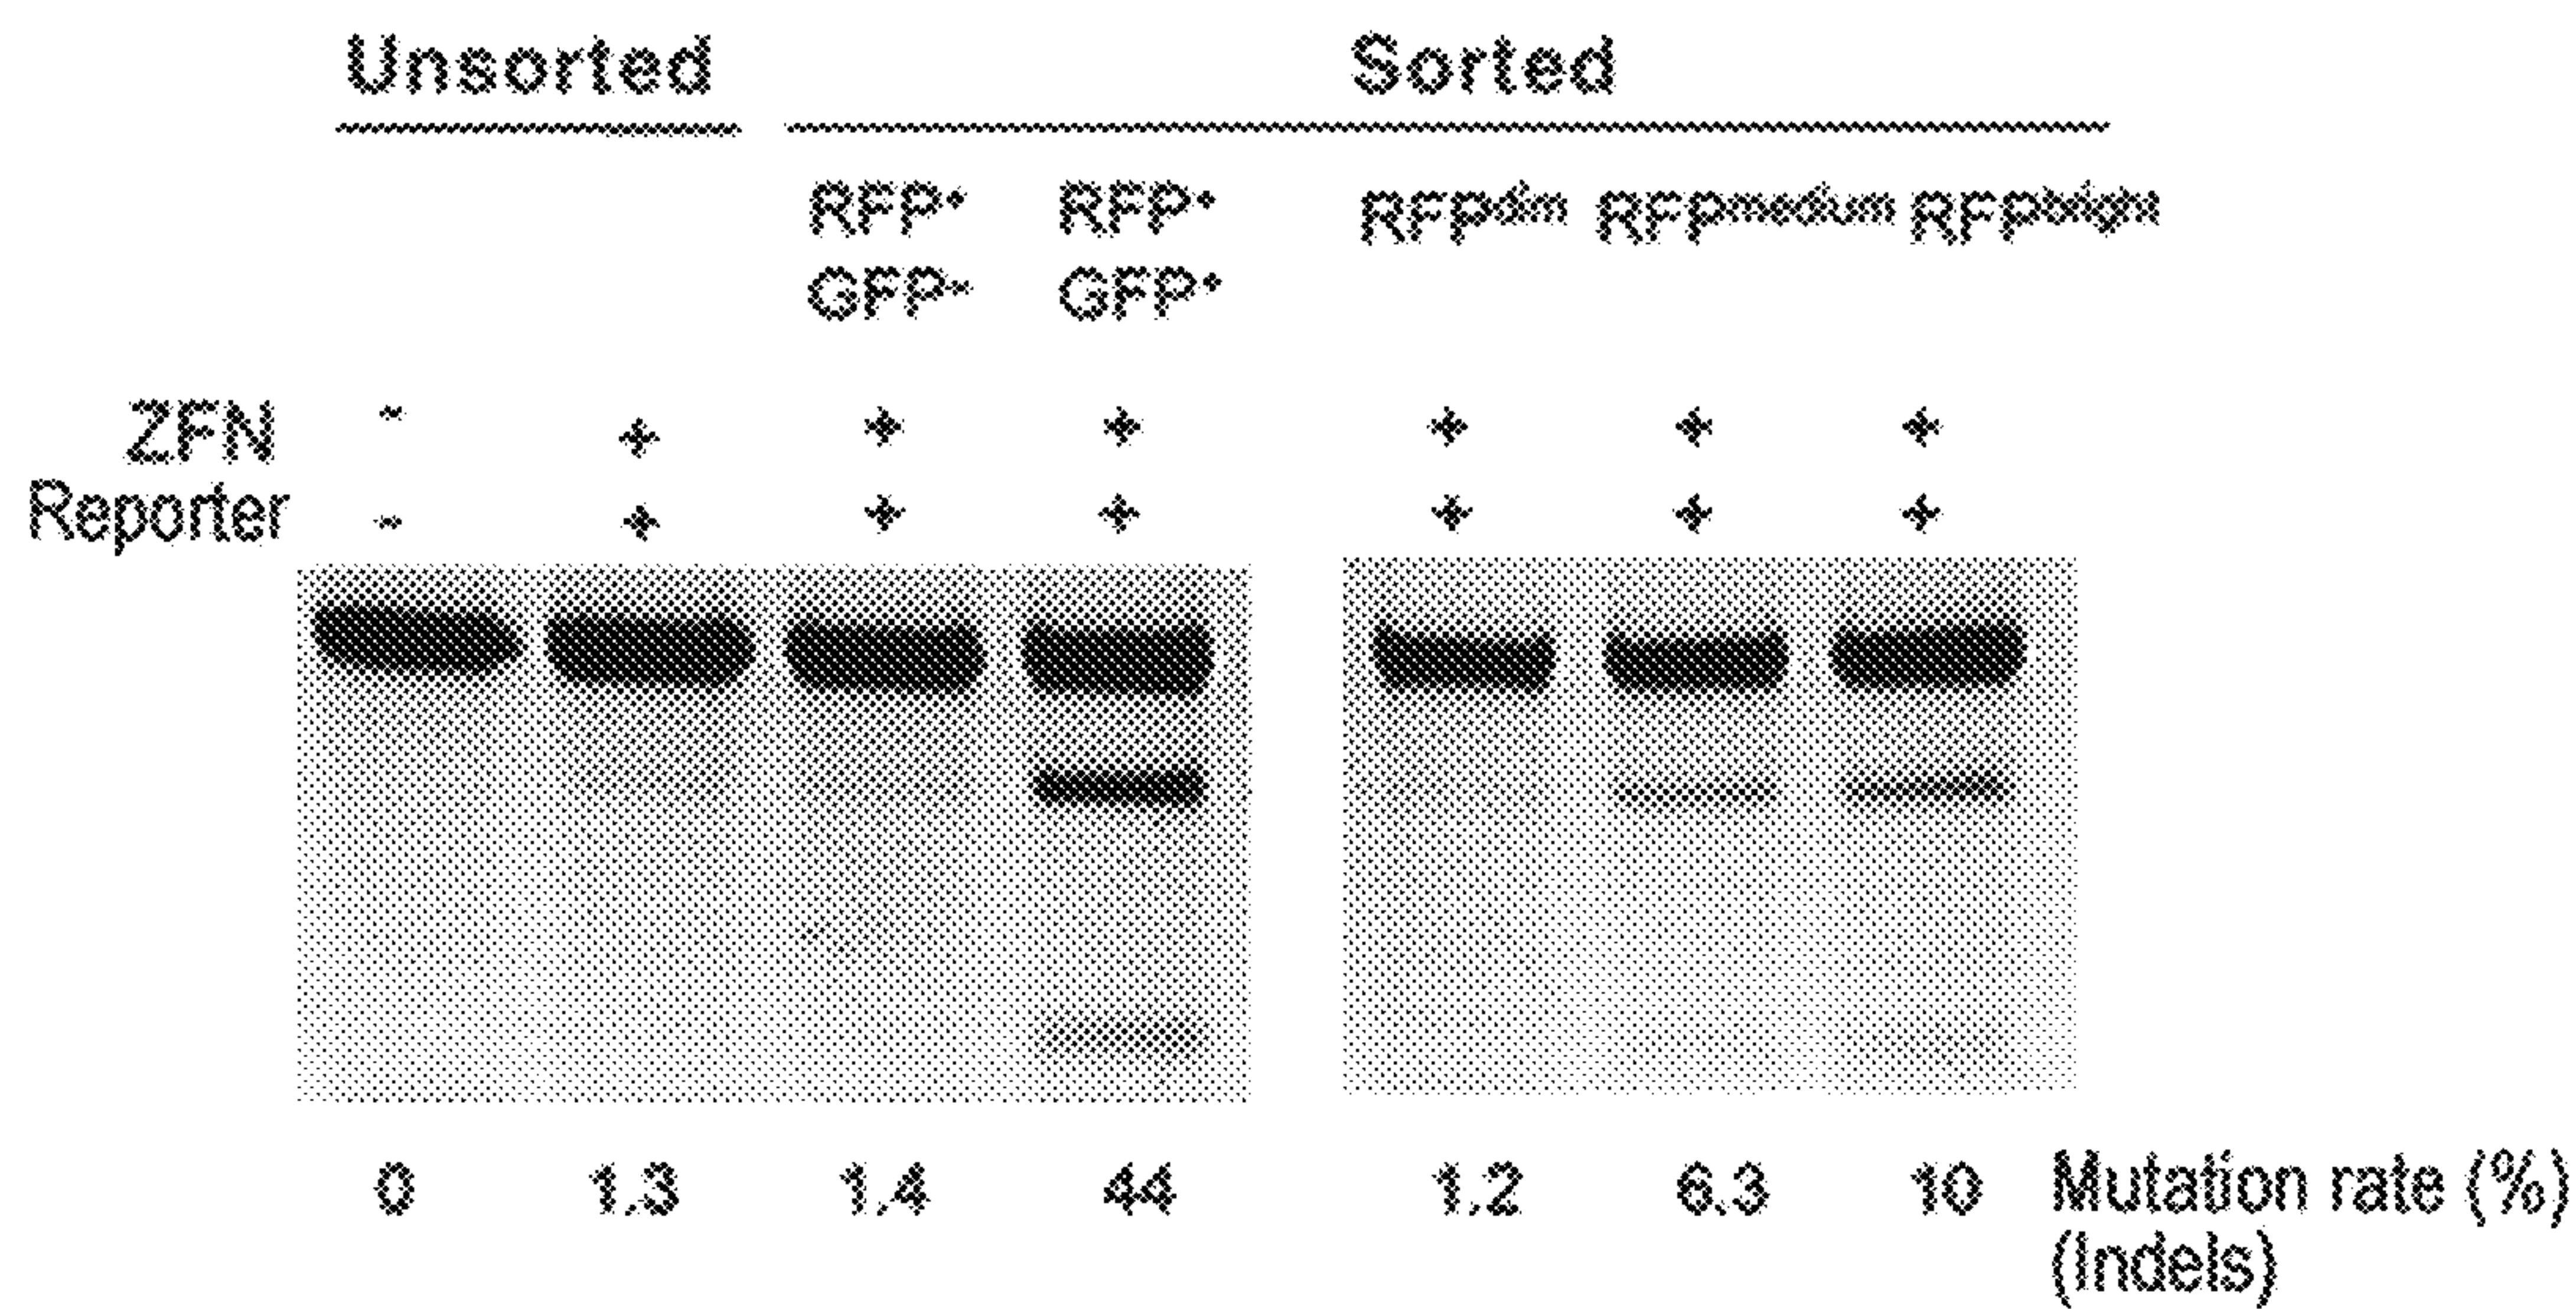 Unsorted Sorted
RFP⁺ RFP⁺ RFPdim RFPmedium RFPbright
GFP⁻ GFP⁺
ZFN - + + + + + +
Reporter - + + + + + +
0 1.3 1.4 44 1.2 6.3 10 Mutation rate (%)
(Indels)